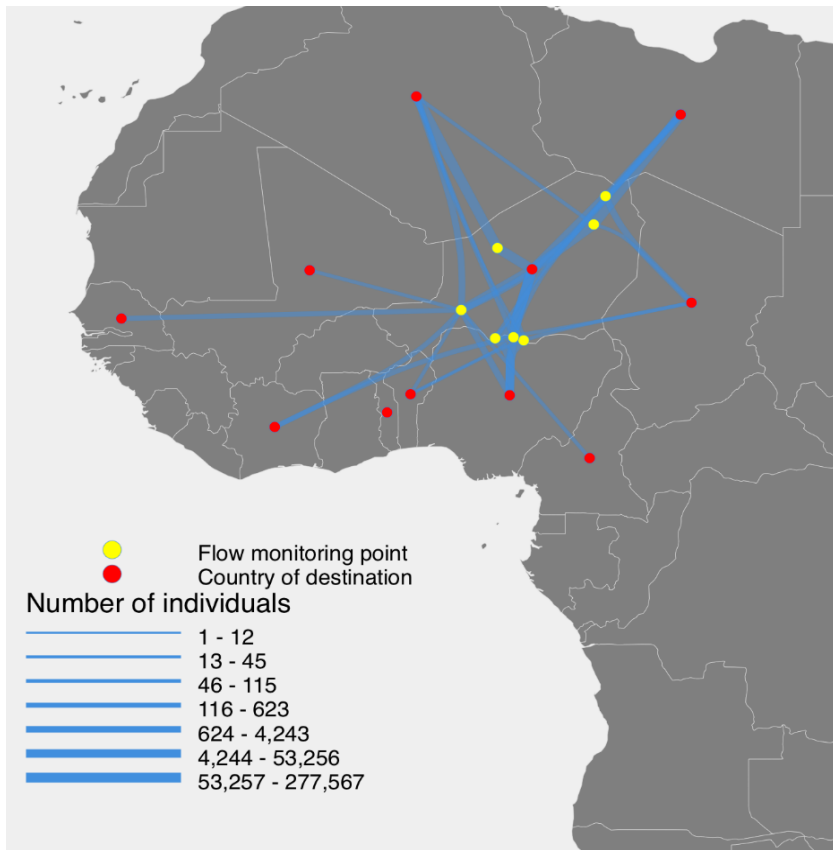 Flow monitoring point
Country of destination
Number of individuals
1 - 12
13 - 45
46 - 115
116 - 623
624 - 4,243
4,244 - 53,256
53,257 - 277,567